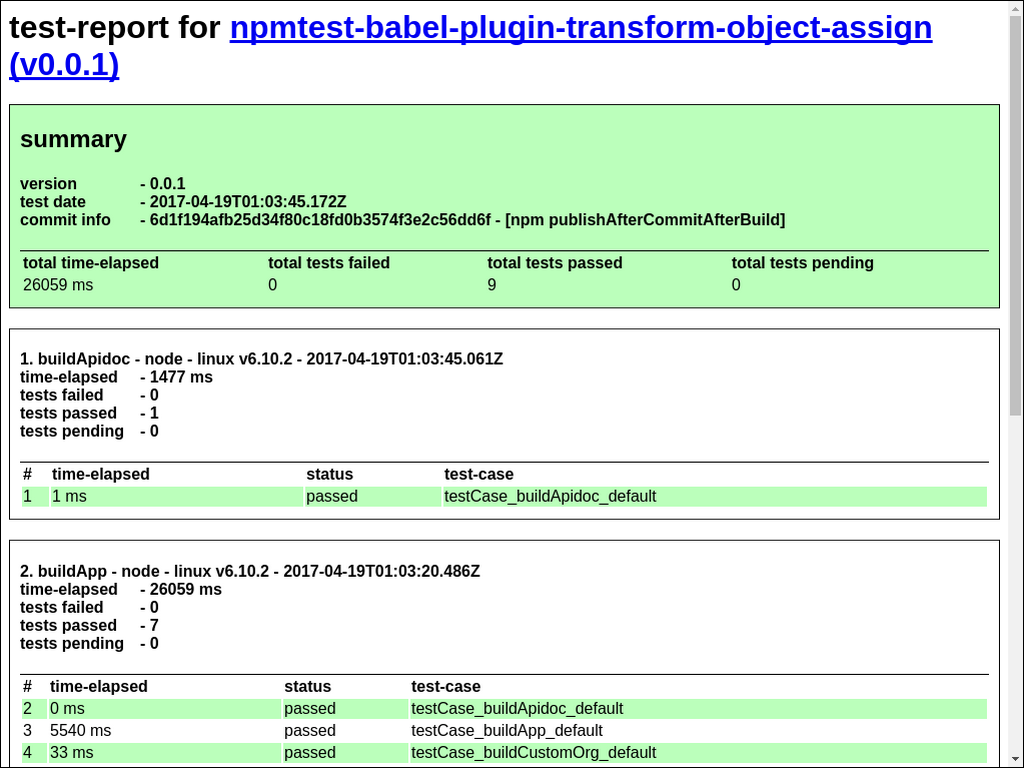 test-report for npmtest-babel-plugin-transform-object-assign
(v0.0.1)
summary
version - 0.0.1
test date - 2017-04-19T01:03:45.172Z
commit info - 6d1f194afb25d34f80c18fd0b3574f3e2c56dd6f - [npm publishAfterCommitAfterBuild]
total time-elapsed total tests failed total tests passed total tests pending
26059 ms 0 9 0
1. buildApidoc - node - linux v6.10.2 - 2017-04-19T01:03:45.061Z
time-elapsed - 1477 ms
tests failed - 0
tests passed - 1
tests pending - 0
# time-elapsed status test-case
1 1 ms passed testCase_buildApidoc_default
2. buildApp - node - linux v6.10.2 - 2017-04-19T01:03:20.486Z
time-elapsed - 26059 ms
tests failed - 0
tests passed - 7
tests pending - 0
# time-elapsed status test-case
2 0 ms passed testCase_buildApidoc_default
3 5540 ms passed testCase_buildApp_default
4 33 ms passed testCase_buildCustomOrg_default